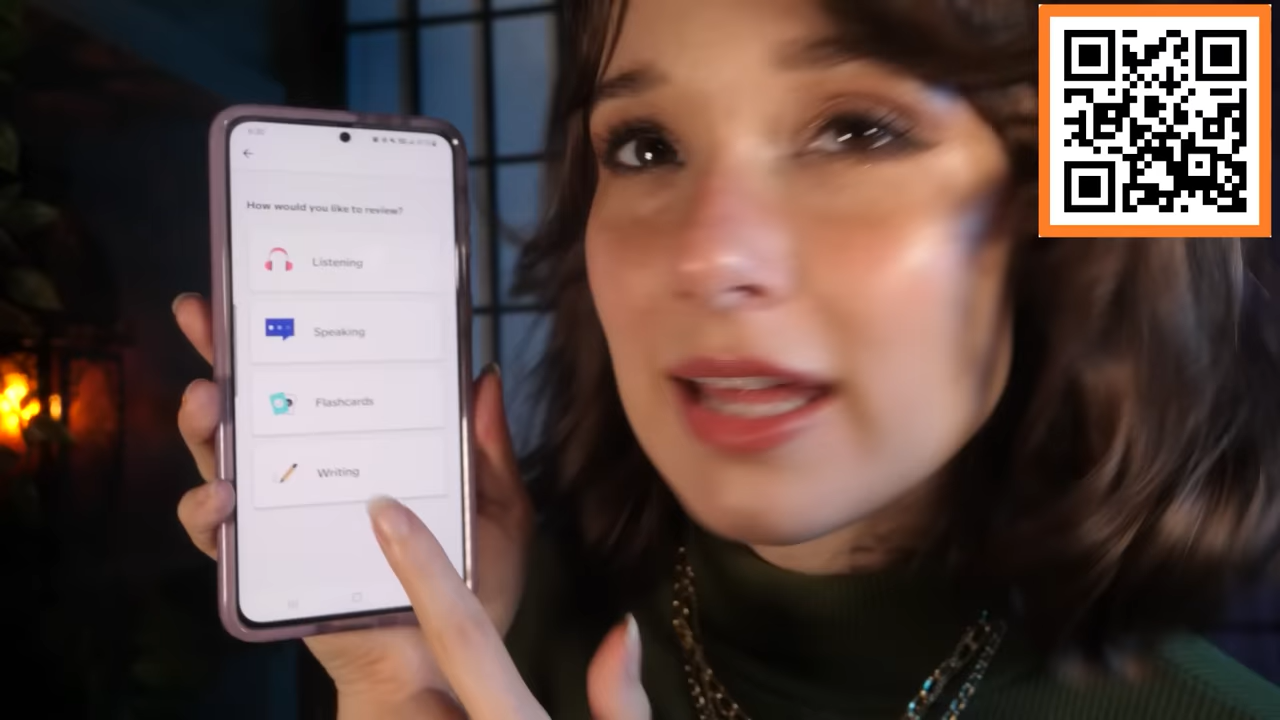 How would you like to review?
Listening
Speaking
Flashcards
Writing